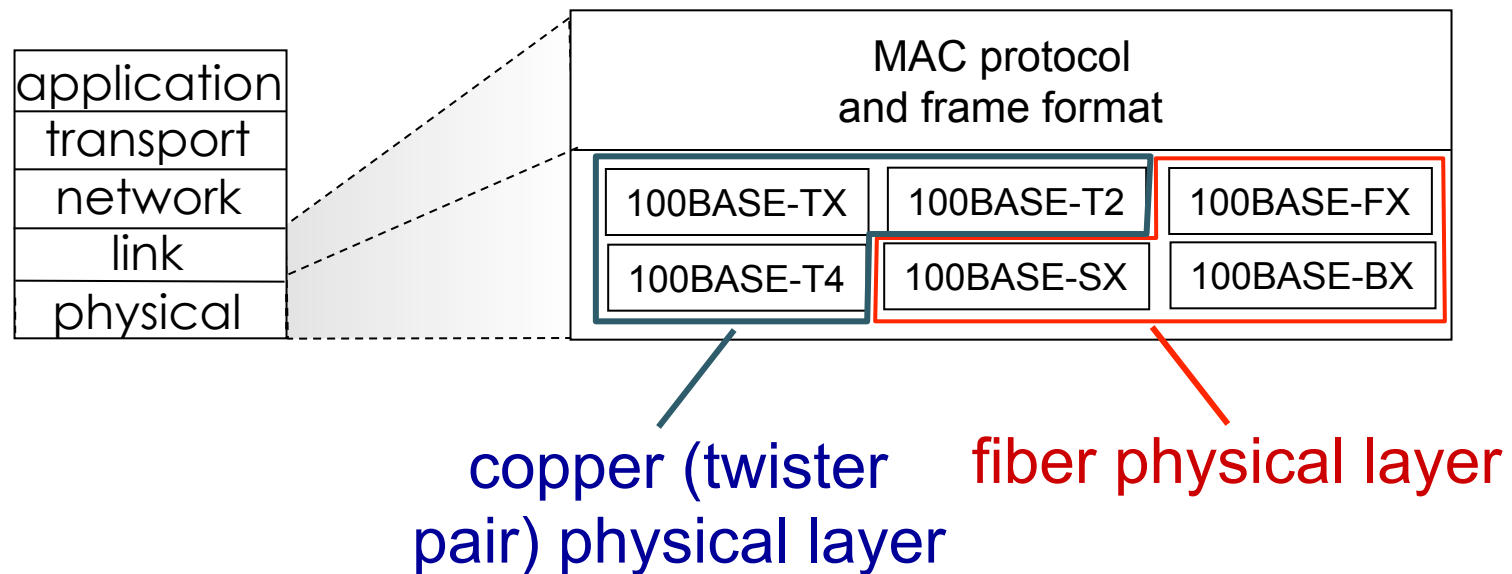 application
transport
network
link
physical
MAC protocol
and frame format
100BASE-TX
100BASE-T2
100BASE-FX
100BASE-T4
100BASE-SX
100BASE-BX
copper (twister
pair) physical layer
fiber physical layer